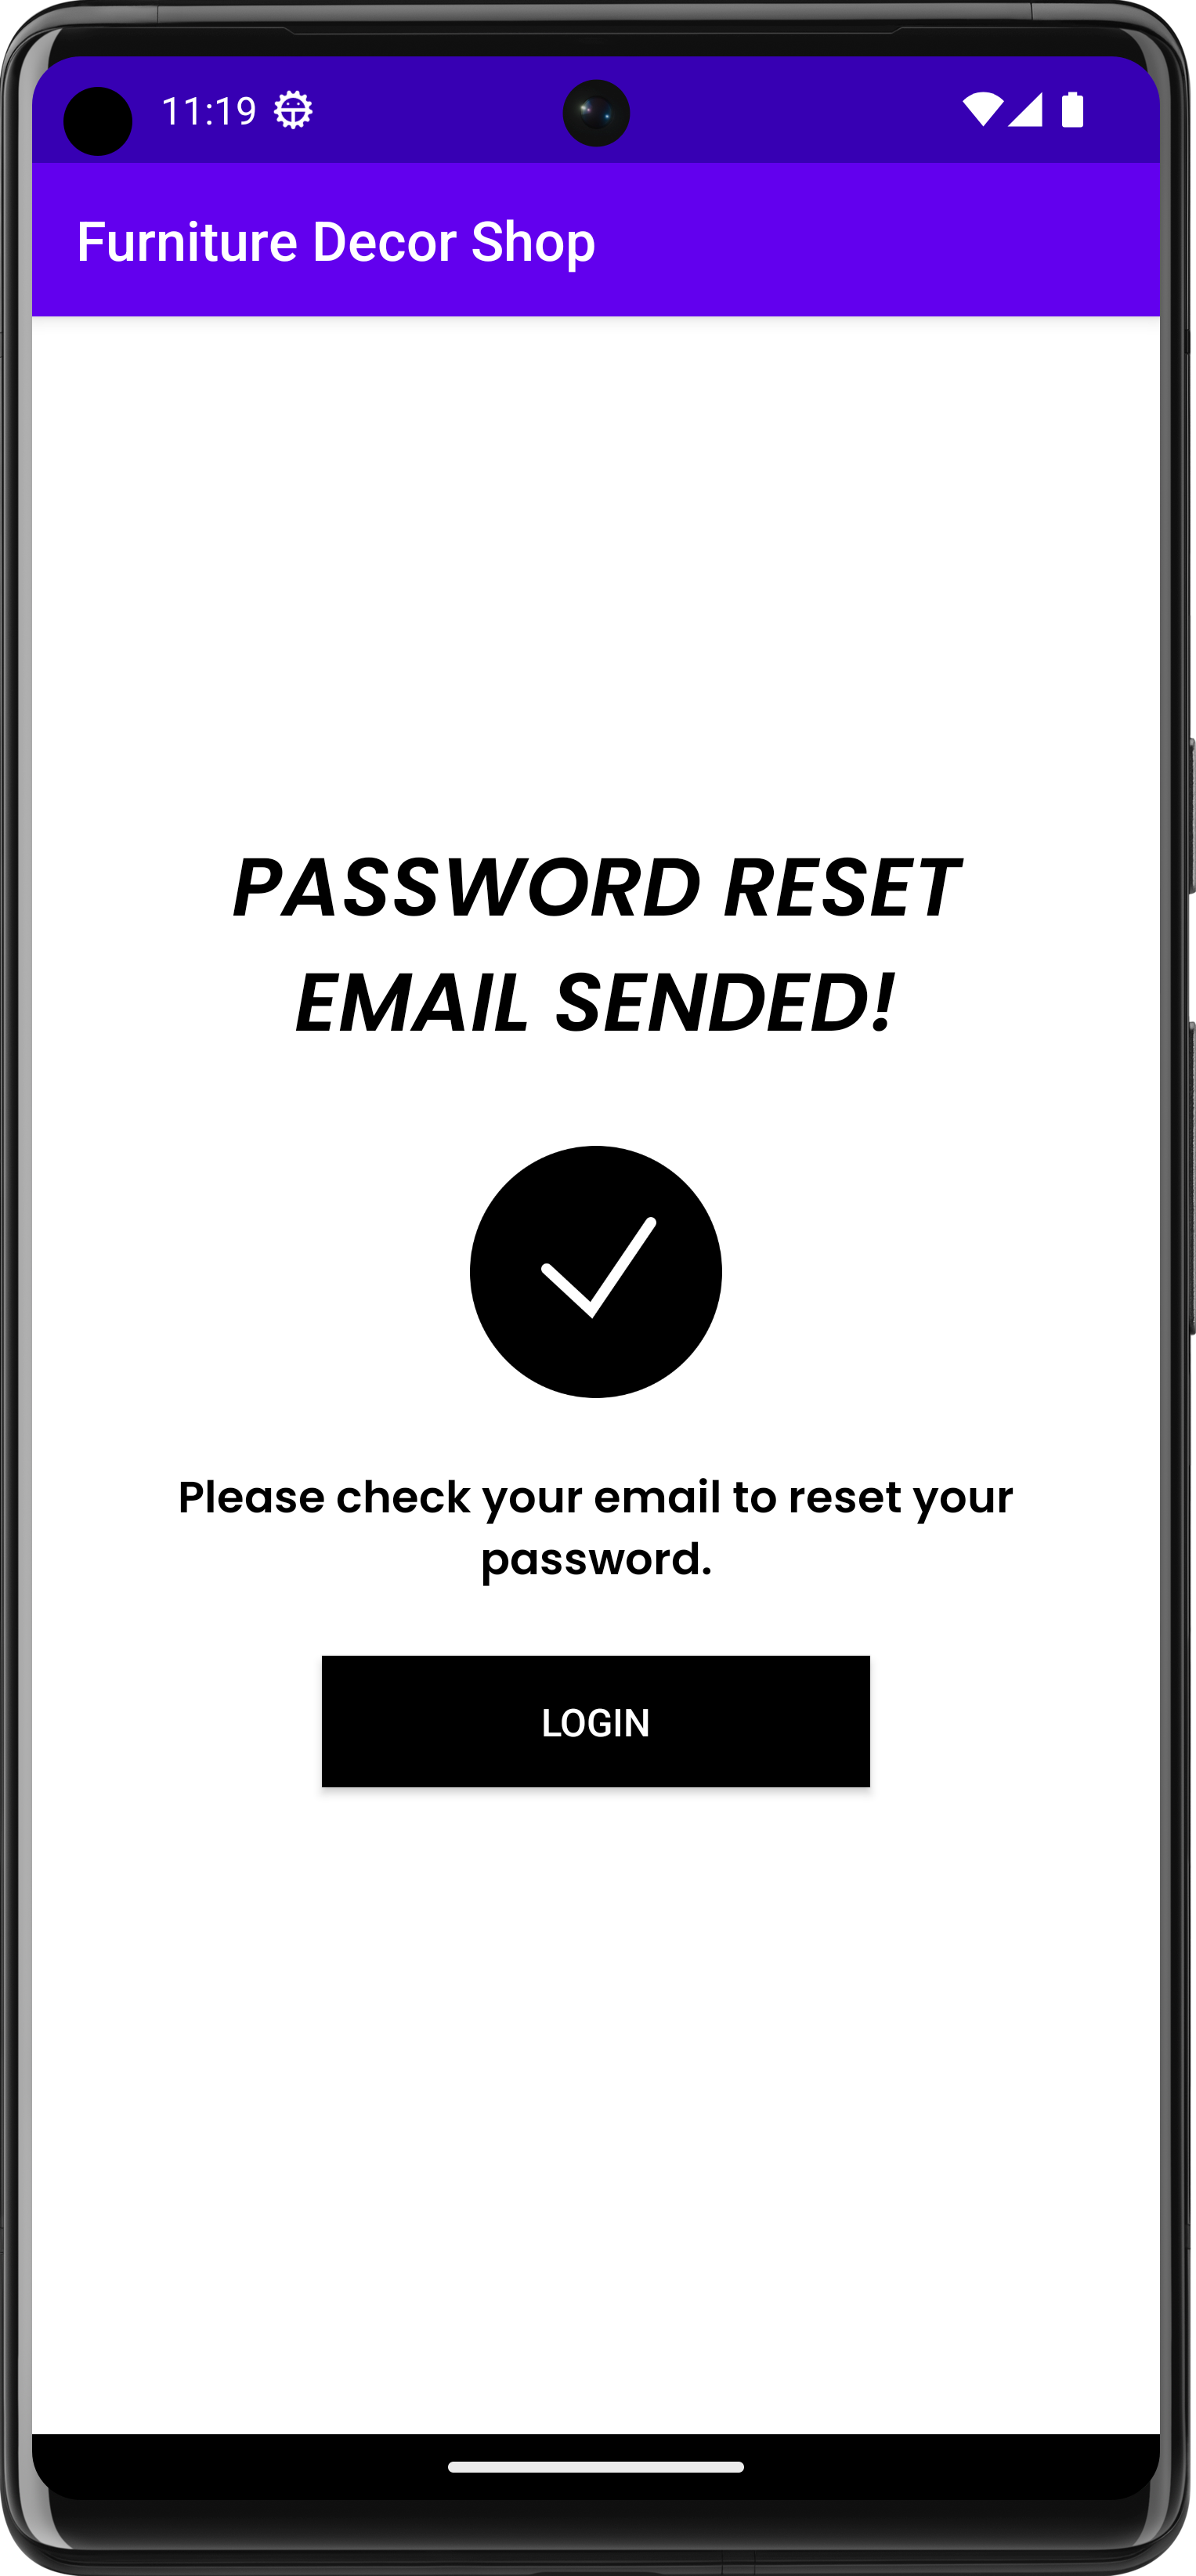 11:19
Furniture Decor Shop
PASSWORD RESET
EMAIL SENDED!
Please check your email to reset your
password.
LOGIN